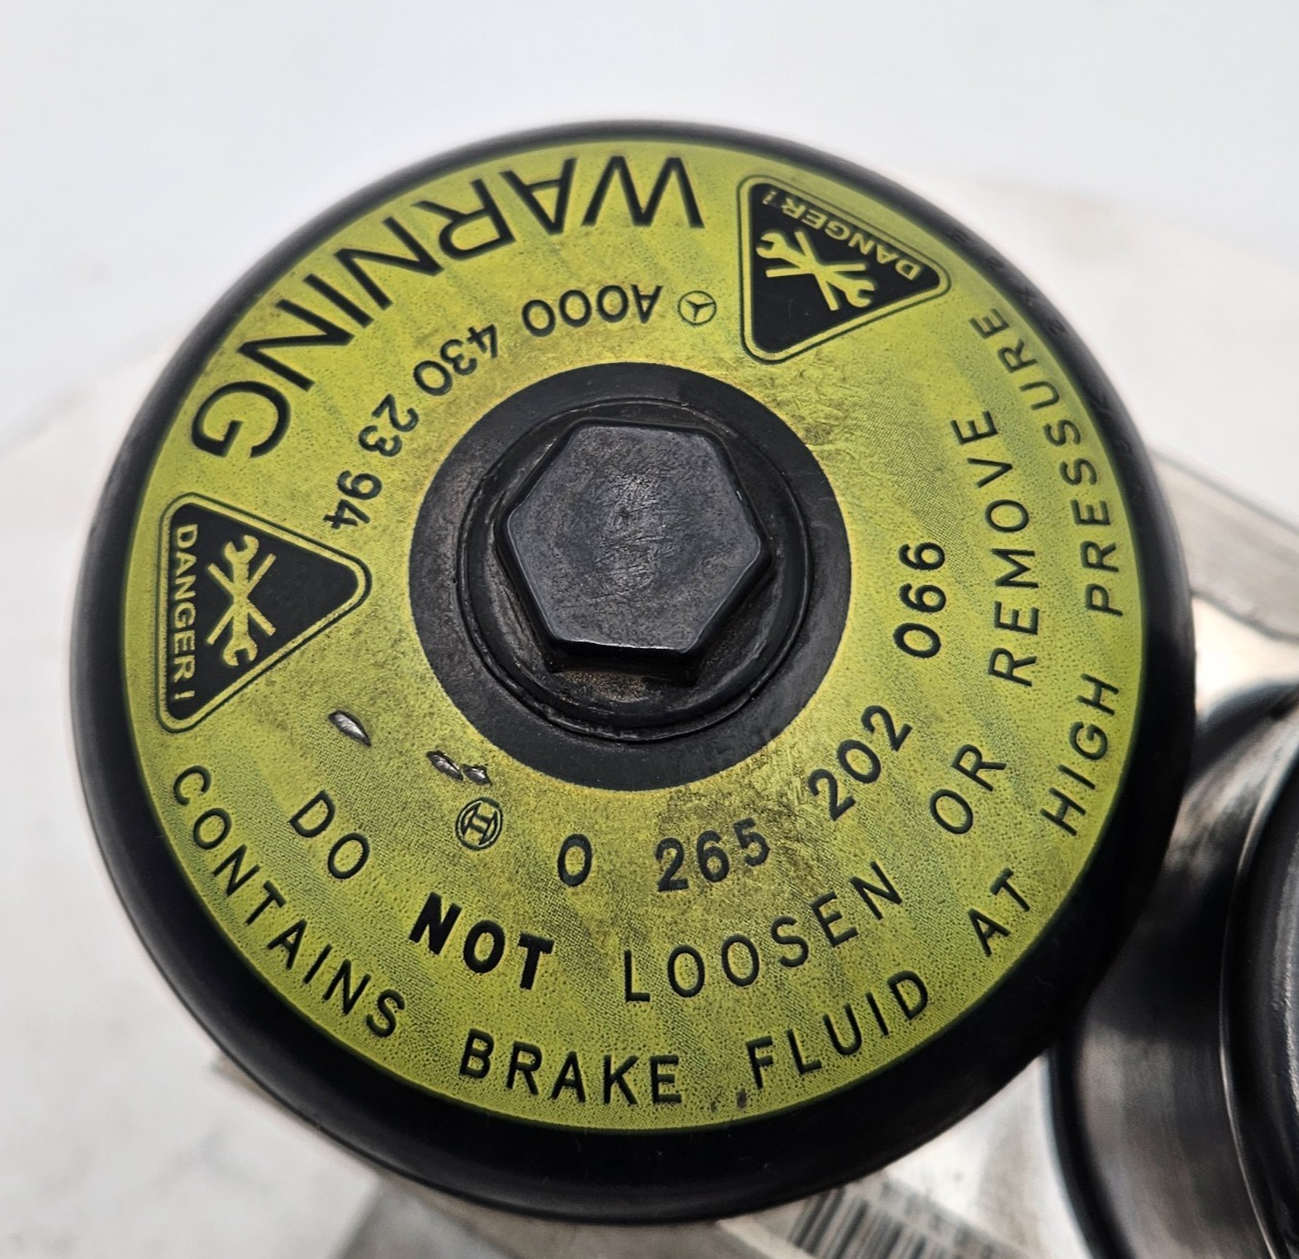 WARNING
A000 430 23 94
DANGER!
DANGER!
0 265 202 066
DO NOT LOOSEN OR REMOVE
CONTAINS BRAKE FLUID AT HIGH PRESSURE